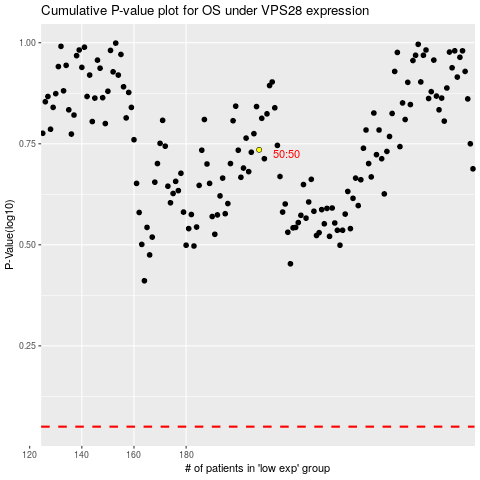 Cumulative P-value plot for OS under VPS28 expression
P-Value(log10)
1.00
0.75
0.50
0.25
50:50
120 140 160 180
# of patients in 'low exp' group